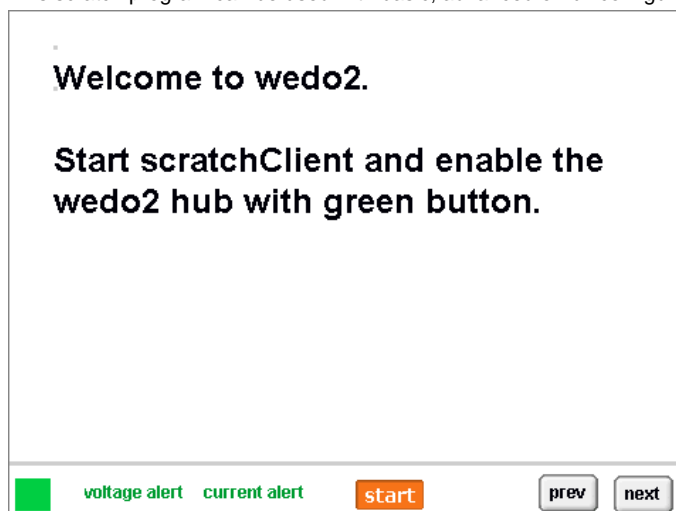 Welcome to wedo2.
Start scratchClient and enable the
wedo2 hub with green button.
voltage alert current alert start prev next